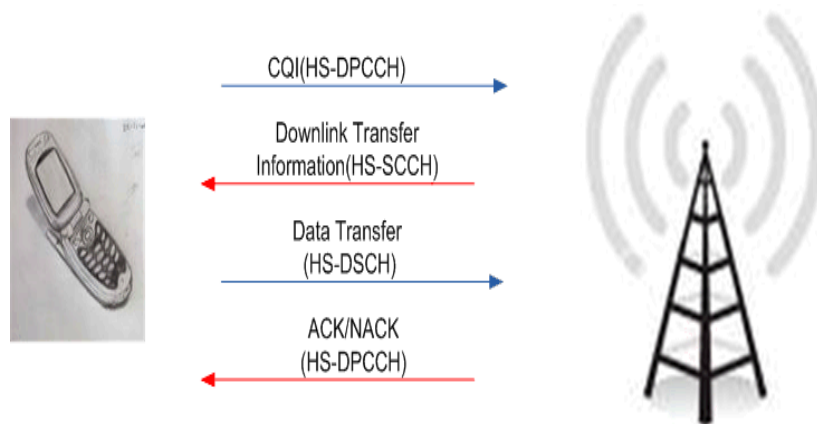 CQI(HS-DPCCH)
Downlink Transfer
Information(HS-SCCH)
Data Transfer
(HS-DSCH)
ACK/NACK
(HS-DPCCH)